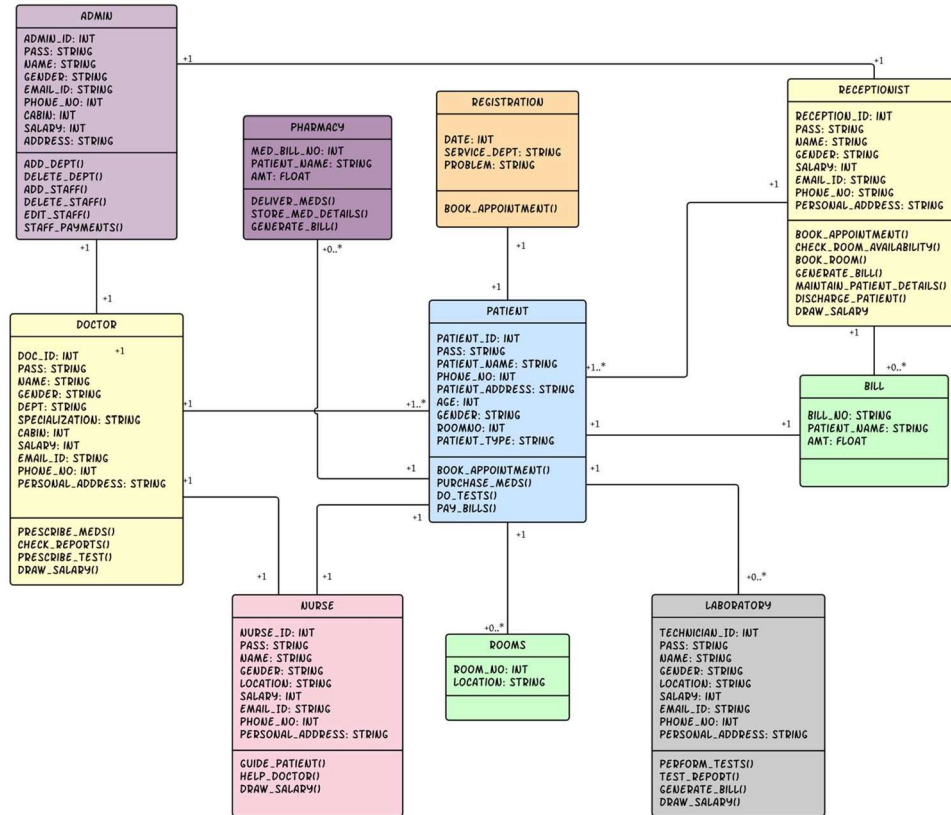 ADMIN
ADMIN_ID: INT
PASS: STRING
NAME: STRING
GENDER: STRING
EMAIL_ID: STRING
PHONE_NO: INT
CABIN: INT
SALARY: INT
ADDRESS: STRING
ADD_DEPT()
DELETE_DEPT()
ADD_STAFF()
DELETE_STAFF()
EDIT_STAFF()
STAFF_PAYMENTS()
+1
+1
+1
+1
PHARMACY
MED_BILL_NO: INT
PATIENT_NAME: STRING
AMT: FLOAT
DELIVER_MEDS()
STORE_MED_DETAILS()
GENERATE_BILL()
+0..*
REGISTRATION
DATE: INT
SERVICE_DEPT: STRING
PROBLEM: STRING
BOOK_APPOINTMENT()
+1
+1
RECEPTIONIST
RECEPTION_ID: INT
PASS: STRING
NAME: STRING
GENDER: STRING
SALARY: INT
EMAIL_ID: STRING
PHONE_NO: STRING
PERSONAL_ADDRESS: STRING
BOOK_APPOINTMENT()
CHECK_ROOM_AVAILABILITY()
BOOK_ROOM()
GENERATE_BILL()
MAINTAIN_PATIENT_DETAILS()
DISCHARGE_PATIENT()
DRAW_SALARY
+1
+1
+0..*
DOCTOR
+1
DOC_ID: INT
PASS: STRING
NAME: STRING
GENDER: STRING
DEPT: STRING
SPECIALIZATION: STRING
CABIN: INT
SALARY: INT
EMAIL_ID: STRING
PHONE_NO: INT
PERSONAL_ADDRESS: STRING
PRESCRIBE_MEDS()
CHECK_REPORTS()
PRESCRIBE_TEST()
DRAW_SALARY()
+1
+1..*
+1
+1
PATIENT
PATIENT_ID: INT
PASS: STRING
PATIENT_NAME: STRING
PHONE_NO: INT
PATIENT_ADDRESS: STRING
AGE: INT
GENDER: STRING
ROOMNO: INT
PATIENT_TYPE: STRING
BOOK_APPOINTMENT()
PURCHASE_MEDS()
DO_TESTS()
PAY_BILLS()
+1..*
+1
+1
+1
+1
+1
+1
BILL
BILL_NO: STRING
PATIENT_NAME: STRING
AMT: FLOAT
+1
NURSE
NURSE_ID: INT
PASS: STRING
NAME: STRING
GENDER: STRING
LOCATION: STRING
SALARY: INT
EMAIL_ID: STRING
PHONE_NO: INT
PERSONAL_ADDRESS: STRING
GUIDE_PATIENT()
HELP_DOCTOR()
DRAW_SALARY()
+0..*
ROOMS
ROOM_NO: INT
LOCATION: STRING
+0..*
LABORATORY
TECHNICIAN_ID: INT
PASS: STRING
NAME: STRING
GENDER: STRING
LOCATION: STRING
SALARY: INT
EMAIL_ID: STRING
PHONE_NO: INT
PERSONAL_ADDRESS: STRING
PERFORM_TESTS()
TEST_REPORT()
GENERATE_BILL()
DRAW_SALARY()